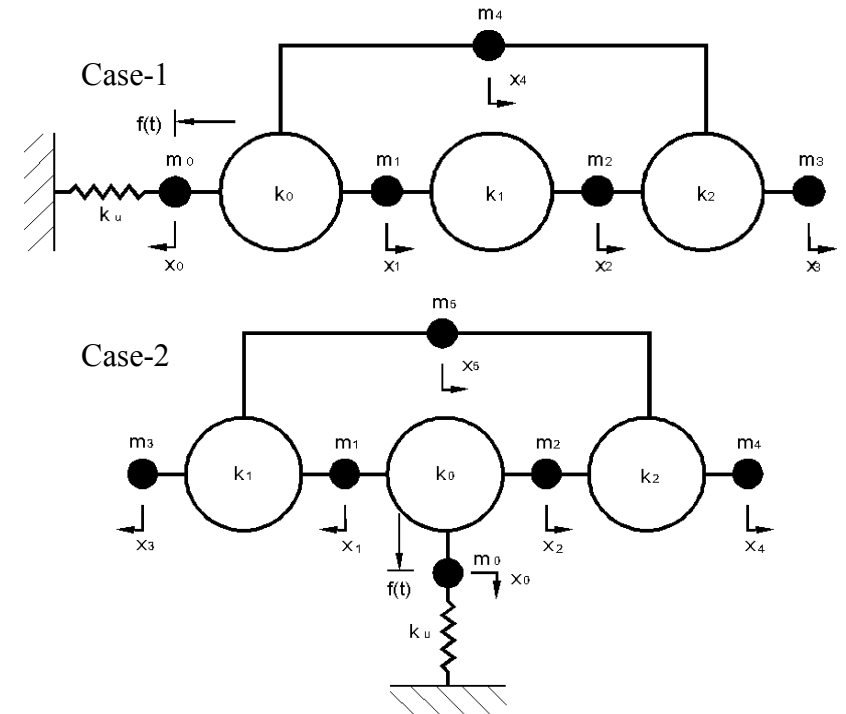 m4
Case-1
x4
f(t)
m0 m1 m2 m3
k0 k1 k2
ku
x0 x1 x2 x3
m5
Case-2
x5
m3 m1 m2 m4
k1 k0 k2
x3 x1 x2 x4
m0
x0
f(t)
ku